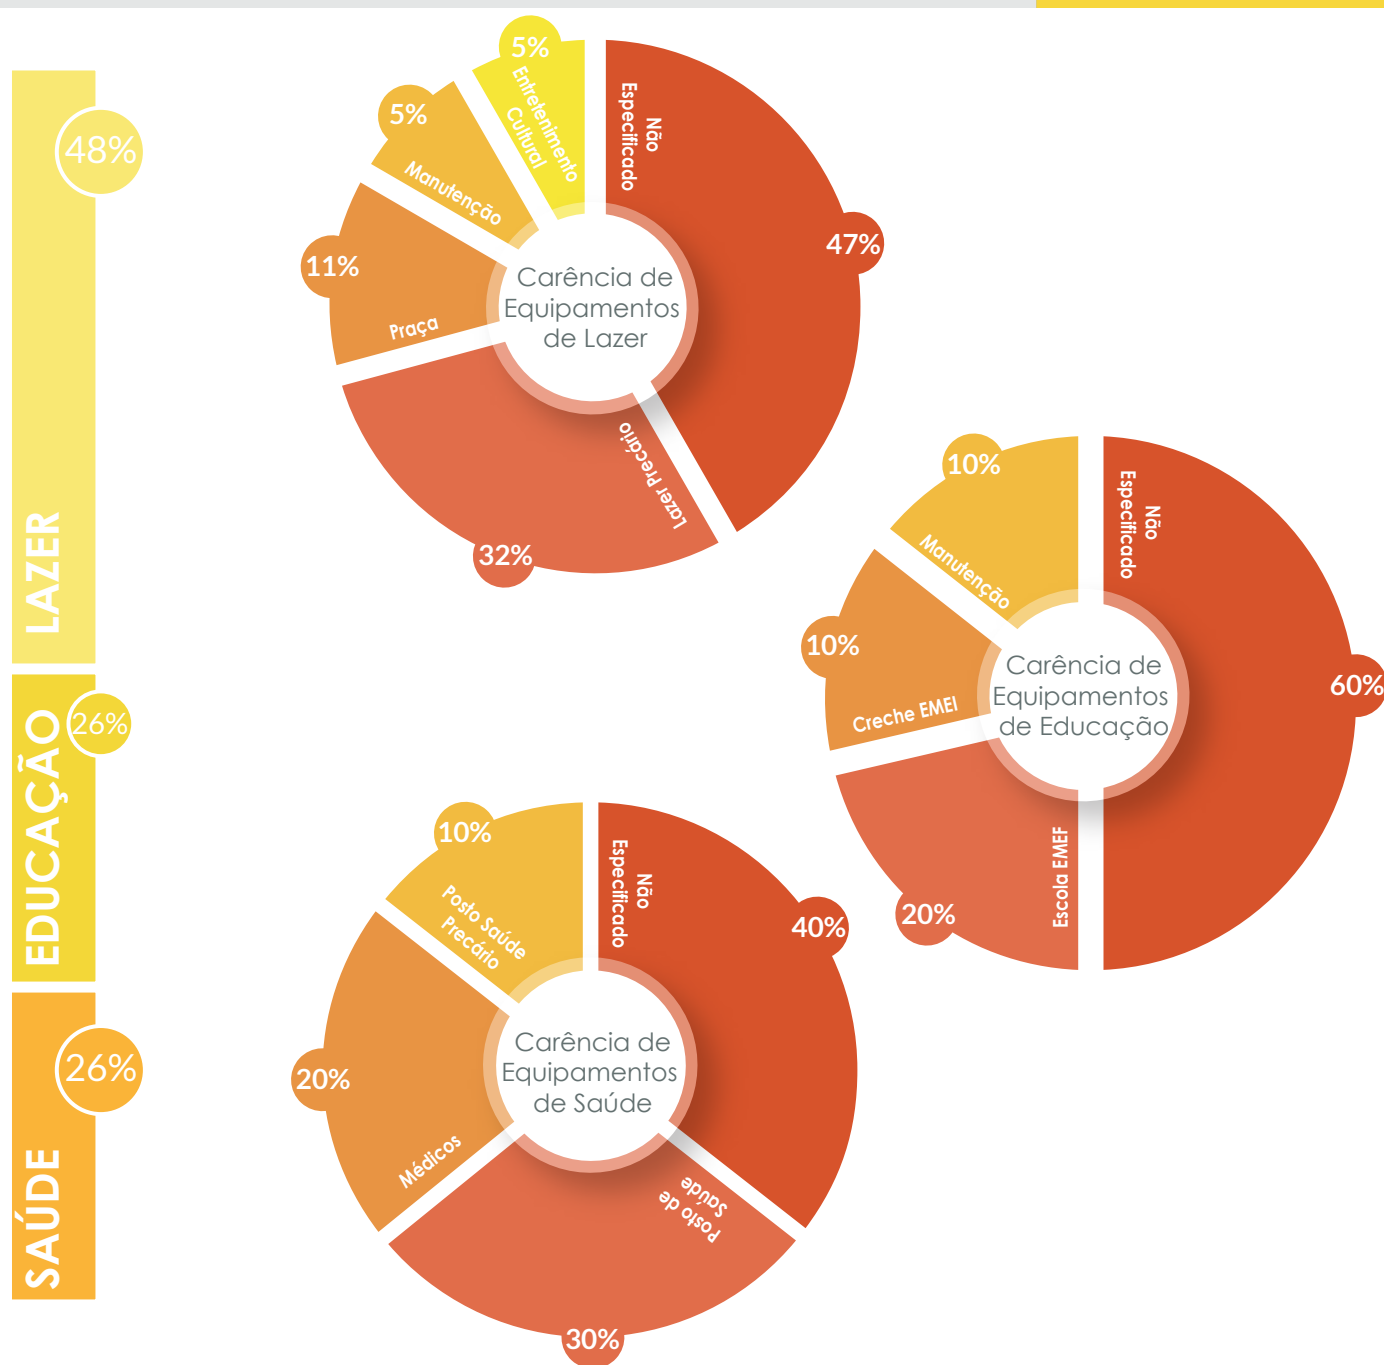 48%
LAZER
26%
EDUCAÇÃO
26%
SAÚDE
5%
Entretenimento
Cultural
5%
Manutenção
11%
Praça
32%
Lazer Precário
Não
Especificado
47%
Carência de
Equipamentos
de Lazer
10%
Manutenção
10%
Creche EMEI
20%
Escola EMEF
Não
Especificado
60%
Carência de
Equipamentos
de Educação
10%
Posto Saúde
Precário
20%
Médicos
30%
Posto de
Saúde
Não
Especificado
40%
Carência de
Equipamentos
de Saúde